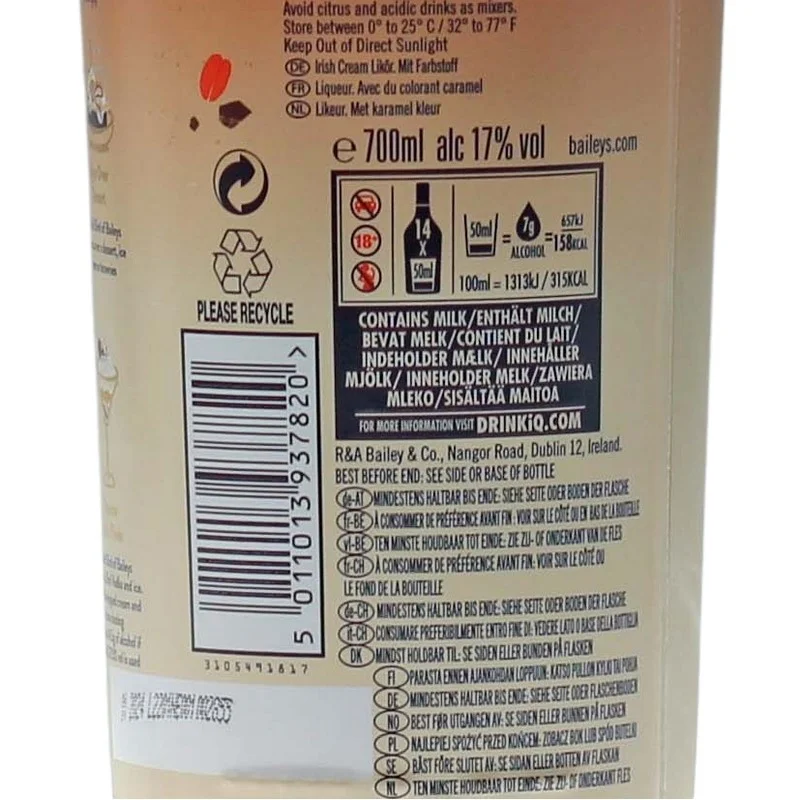 Avoid citrus and acidic drinks as mixers.
Store between 0° to 25° C / 32° to 77° F
Keep Out of Direct Sunlight
DE Irish Cream Likör. Mit Farbstoff
FR Liqueur. Avec du colorant caramel
NL Likeur. Met karamel kleur
e 700ml alc 17% vol baileys.com
18+
14
X
50ml
50ml = 7g ALCOHOL = 657kJ 158KCAL
100ml = 1313kJ / 315KCAL
PLEASE RECYCLE
CONTAINS MILK/ENTHÄLT MILCH/
BEVAT MELK/CONTIENT DU LAIT/
INDEHOLDER MÆLK/ INNEHÅLLER
MJÖLK/ INNEHOLDER MELK/ZAWIERA
MLEKO/SISÄLTÄÄ MAITOA
FOR MORE INFORMATION VISIT DRINKiQ.COM
R&A Bailey & Co., Nangor Road, Dublin 12, Ireland.
BEST BEFORE END: SEE SIDE OR BASE OF BOTTLE
de-AT MINDESTENS HALTBAR BIS ENDE: SIEHE SEITE ODER BODEN DER FLASCHE
fr-BE À CONSOMMER DE PRÉFÉRENCE AVANT FIN : VOIR SUR LE CÔTÉ OU EN BAS DE LA BOUTEILLE
vl-BE TEN MINSTE HOUDBAAR TOT EINDE: ZIE ZIJ- OF ONDERKANT VAN DE FLES
fr-CH À CONSOMMER DE PRÉFÉRENCE AVANT FIN: VOIR SUR LE CÔTÉ OU
LE FOND DE LA BOUTEILLE
de-CH MINDESTENS HALTBAR BIS ENDE: SIEHE SEITE ODER BODEN DER FLASCHE
it-CH CONSUMARE PREFERIBILMENTE ENTRO FINE DI: VEDERE LATO O BASE DELLA BOTTIGLIA
DK MINDST HOLDBAR TIL: SE SIDEN ELLER BUNDEN PÅ FLASKEN
FI PARASTA ENNEN AJANKOHDAN LOPPUUN: KATSO PULLON KYLKI TAI POHJA
DE MINDESTENS HALTBAR BIS ENDE: SIEHE SEITE ODER FLASCHENBODEN
NO BEST FØR UTGANGEN AV: SE SIDEN ELLER BUNNEN PÅ FLASKEN
PL NAJLEPIEJ SPOŻYĆ PRZED KOŃCEM: ZOBACZ BOK LUB SPÓD BUTELKI
SE BÄST FÖRE SLUTET AV: SE SIDAN ELLER BOTTEN AV FLASKAN
NL TEN MINSTE HOUDBAAR TOT EINDE: ZIE ZIJ- OF ONDERKANT FLES
5 011013 937820 >
3105491817